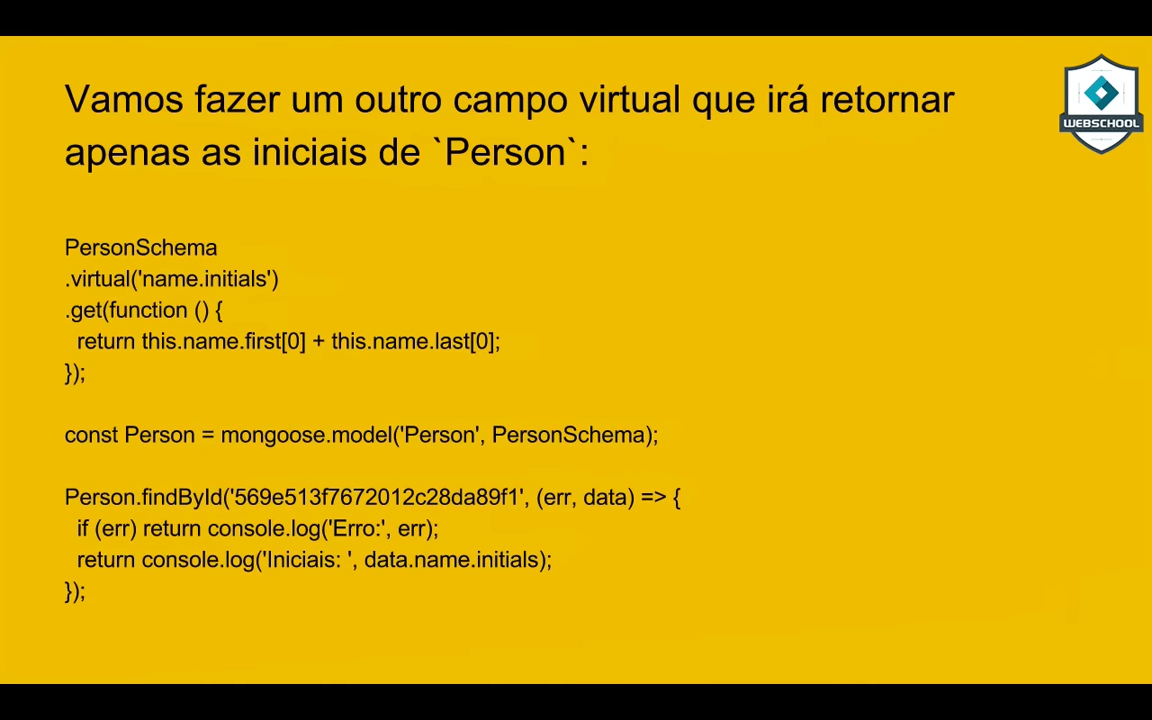 Vamos fazer um outro campo virtual que irá retornar
apenas as iniciais de `Person`:
WEBSCHOOL
PersonSchema
.virtual('name.initials')
.get(function () {
  return this.name.first[0] + this.name.last[0];
});
const Person = mongoose.model('Person', PersonSchema);
Person.findById('569e513f7672012c28da89f1', (err, data) => {
  if (err) return console.log('Erro:', err);
  return console.log('Iniciais: ', data.name.initials);
});